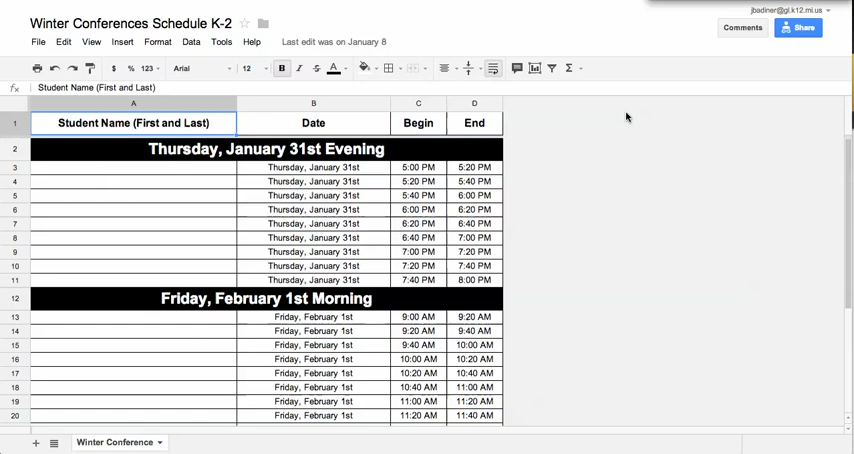 jbadiner@gl.k12.mi.us
Winter Conferences Schedule K-2
Comments Share
File Edit View Insert Format Data Tools Help Last edit was on January 8
$ % 123 Arial 12 B I S A Σ
fx Student Name (First and Last)
A B C D
1 Student Name (First and Last) Date Begin End
2 Thursday, January 31st Evening
3 Thursday, January 31st 5:00 PM 5:20 PM
4 Thursday, January 31st 5:20 PM 5:40 PM
5 Thursday, January 31st 5:40 PM 6:00 PM
6 Thursday, January 31st 6:00 PM 6:20 PM
7 Thursday, January 31st 6:20 PM 6:40 PM
8 Thursday, January 31st 6:40 PM 7:00 PM
9 Thursday, January 31st 7:00 PM 7:20 PM
10 Thursday, January 31st 7:20 PM 7:40 PM
11 Thursday, January 31st 7:40 PM 8:00 PM
12 Friday, February 1st Morning
13 Friday, February 1st 9:00 AM 9:20 AM
14 Friday, February 1st 9:20 AM 9:40 AM
15 Friday, February 1st 9:40 AM 10:00 AM
16 Friday, February 1st 10:00 AM 10:20 AM
17 Friday, February 1st 10:20 AM 10:40 AM
18 Friday, February 1st 10:40 AM 11:00 AM
19 Friday, February 1st 11:00 AM 11:20 AM
20 Friday, February 1st 11:20 AM 11:40 AM
Winter Conference